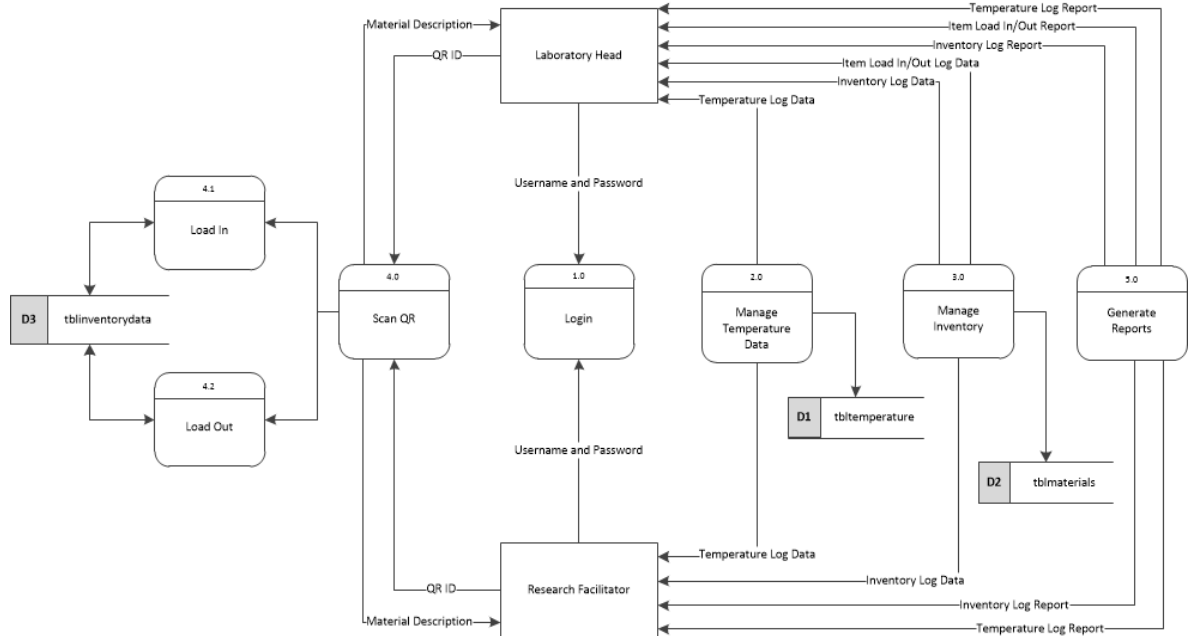 Temperature Log Report
Material Description
Item Load In/Out Report
QR ID
Laboratory Head
Inventory Log Report
Item Load In/Out Log Data
Inventory Log Data
Temperature Log Data
Username and Password
4.1
Load In
4.0
Scan QR
1.0
Login
2.0
Manage
Temperature
Data
3.0
Manage
Inventory
5.0
Generate
Reports
D3
tblinventorydata
4.2
Load Out
D1
tbltemperature
Username and Password
D2
tblmaterials
Temperature Log Data
QR ID
Research Facilitator
Inventory Log Data
Inventory Log Report
Material Description
Temperature Log Report